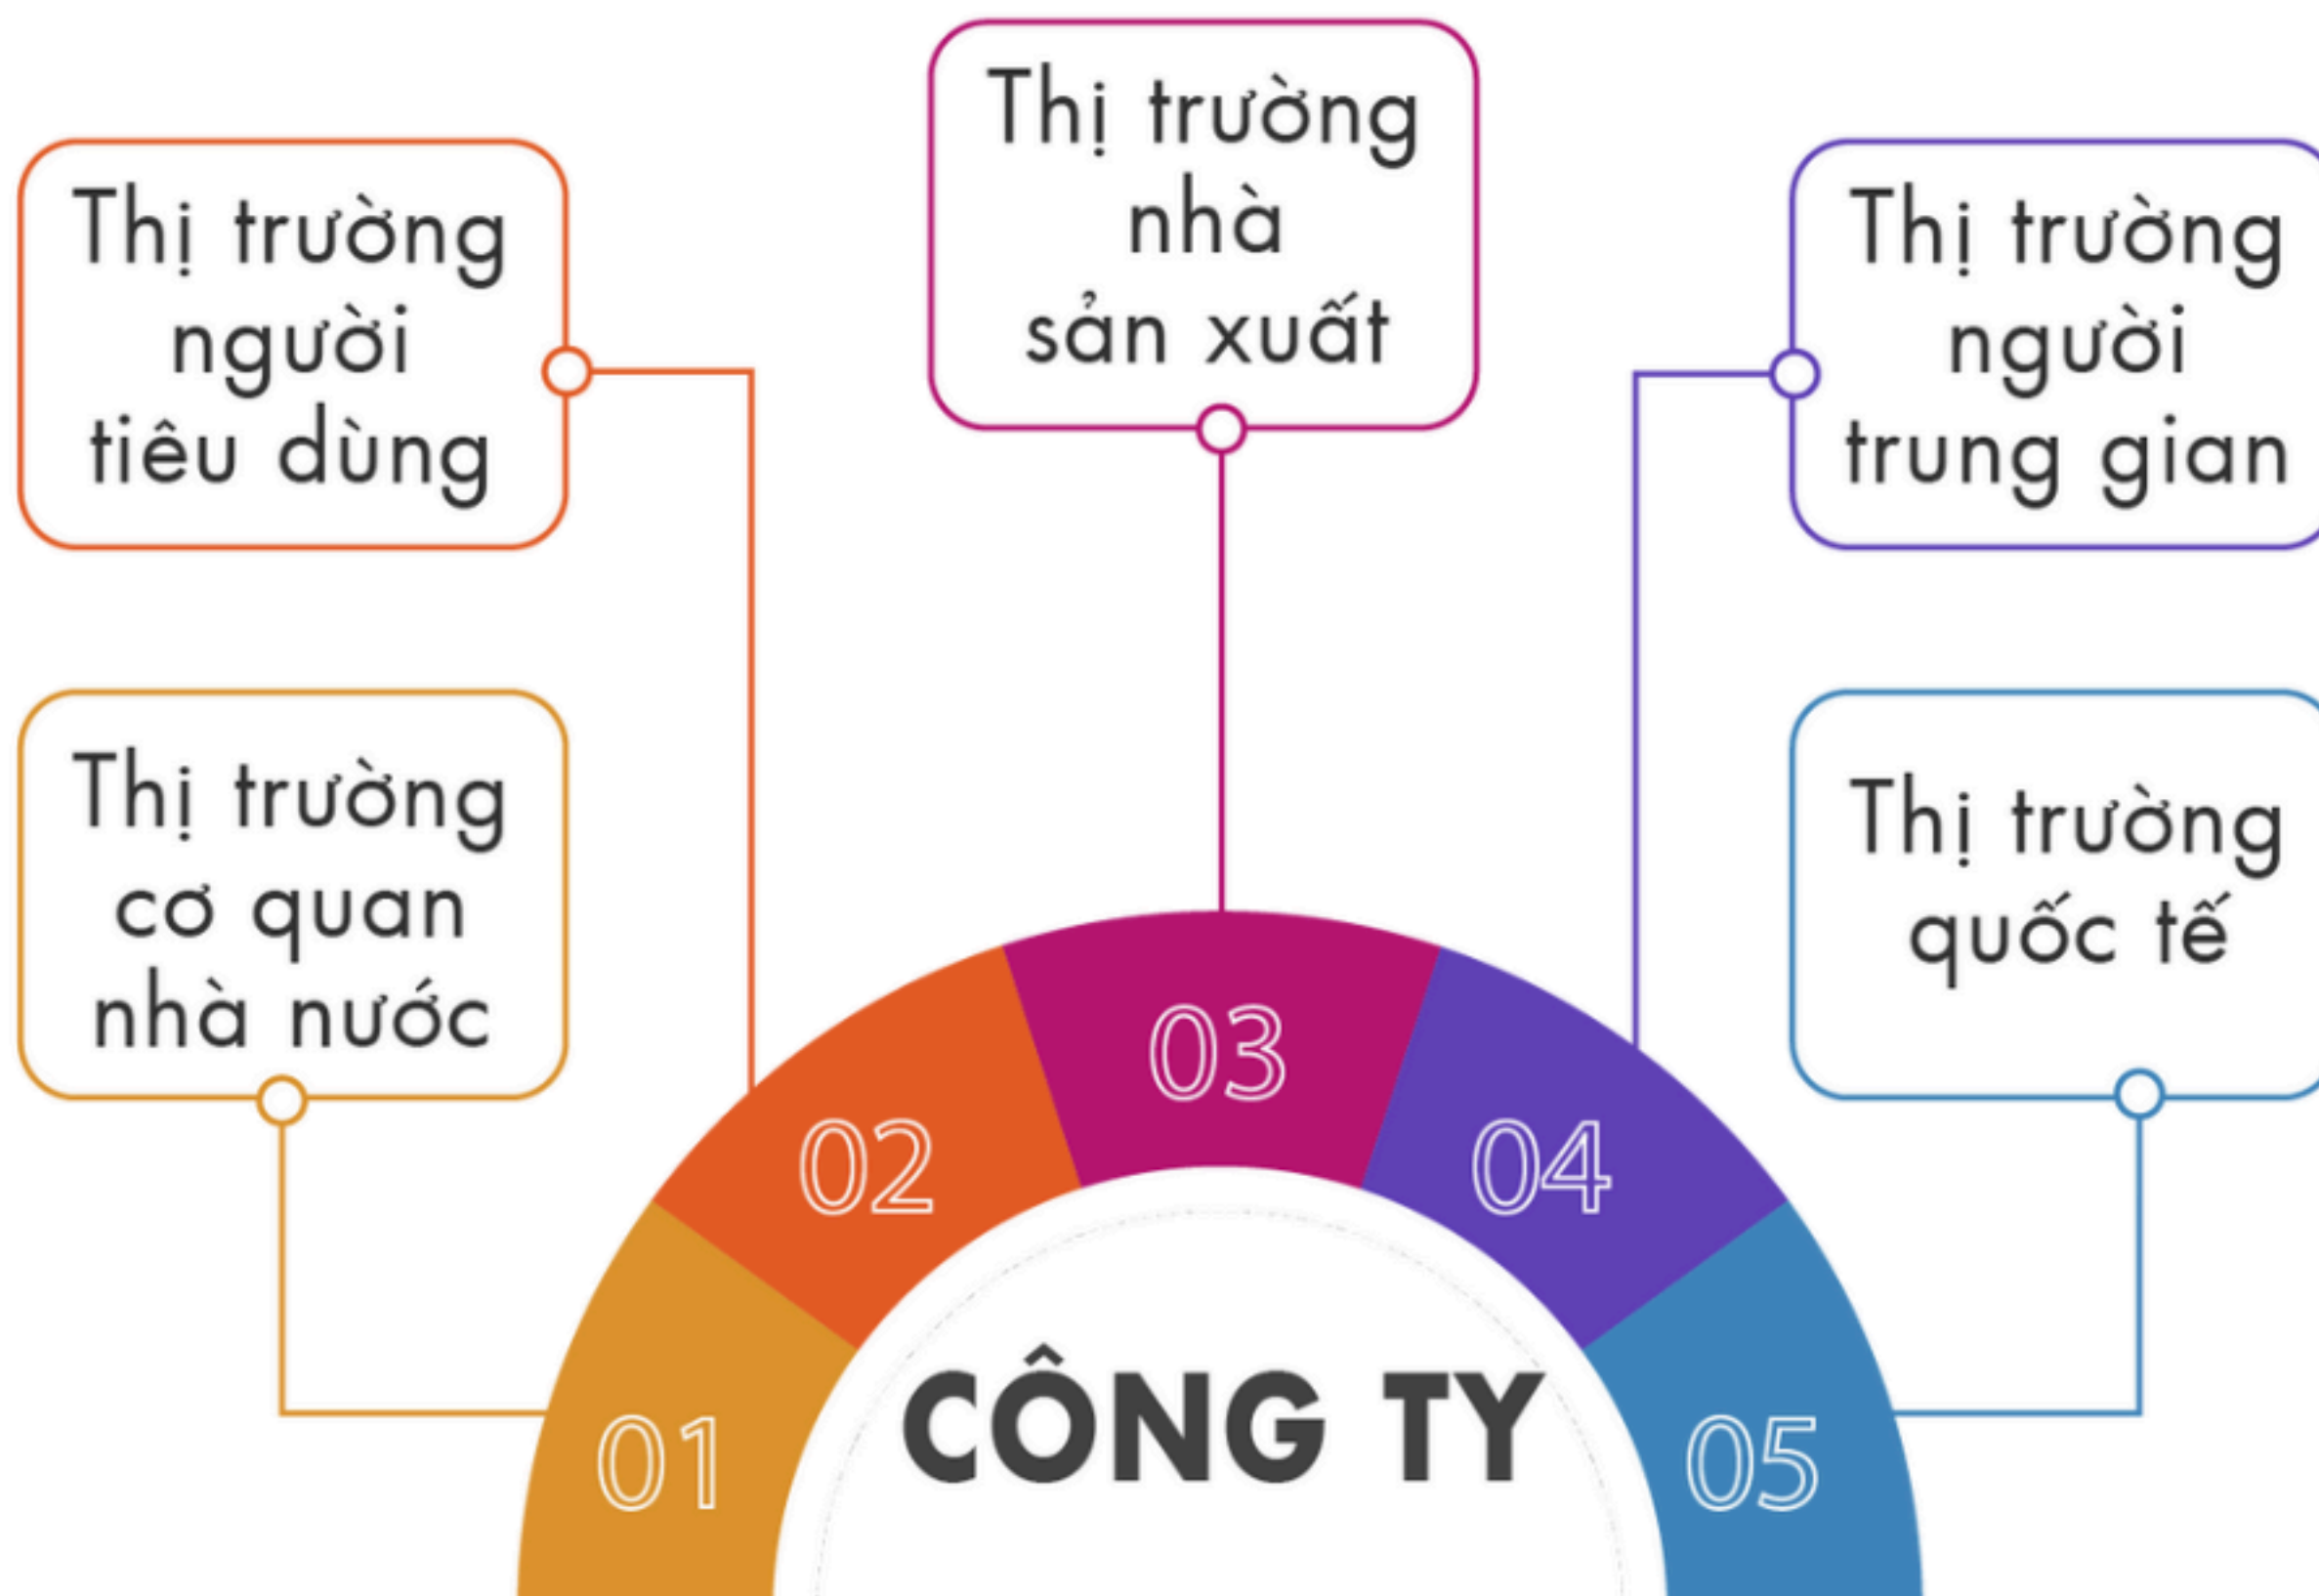 Thị trường
nhà
sản xuất
Thị trường
người
tiêu dùng
Thị trường
người
trung gian
Thị trường
cơ quan
nhà nước
Thị trường
quốc tế
01
02
03
04
05
CÔNG TY